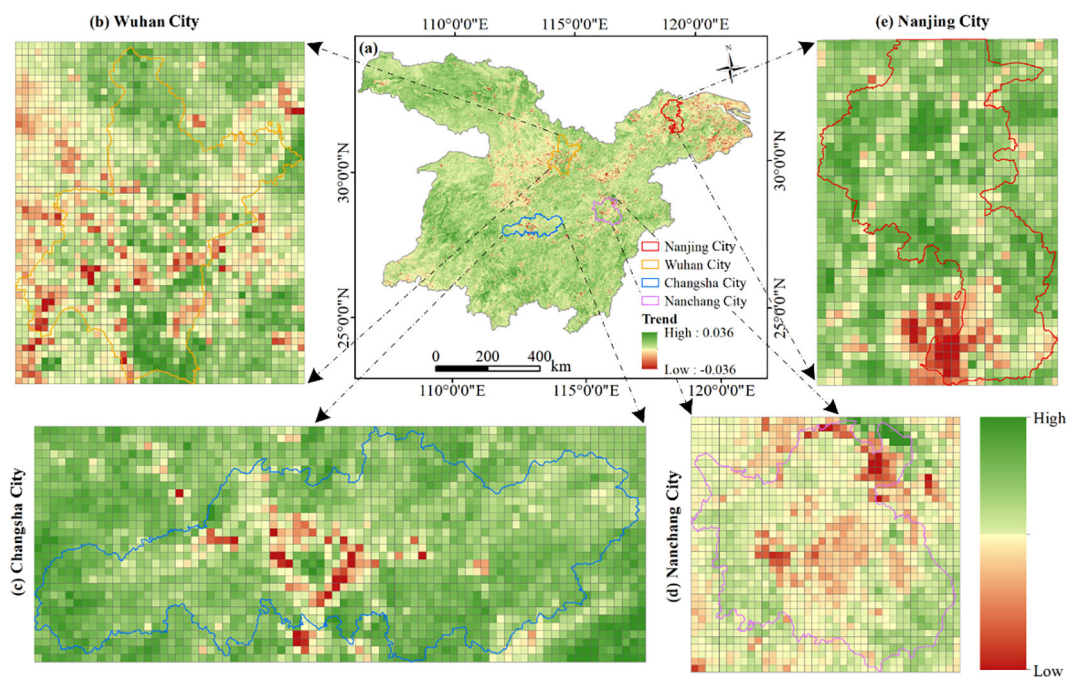 (b) Wuhan City
110°0'0"E
115°0'0"E
120°0'0"E
(e) Nanjing City
(a)
N
30°0'0"N
25°0'0"N
30°0'0"N
25°0'0"N
Nanjing City
Wuhan City
Changsha City
Nanchang City
Trend
High : 0.036
Low : -0.036
0 200 400
km
110°0'0"E
115°0'0"E
120°0'0"E
(c) Changsha City
(d) Nanchang City
High
Low